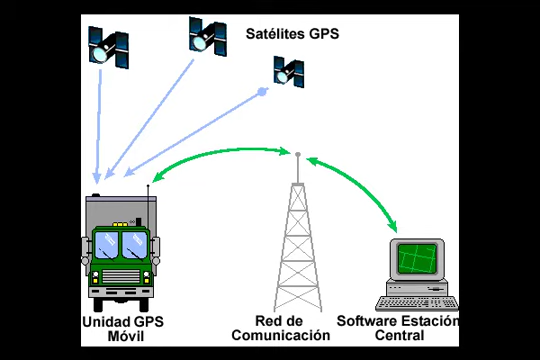 Satélites GPS
Unidad GPS
Móvil
Red de
Comunicación
Software Estación
Central